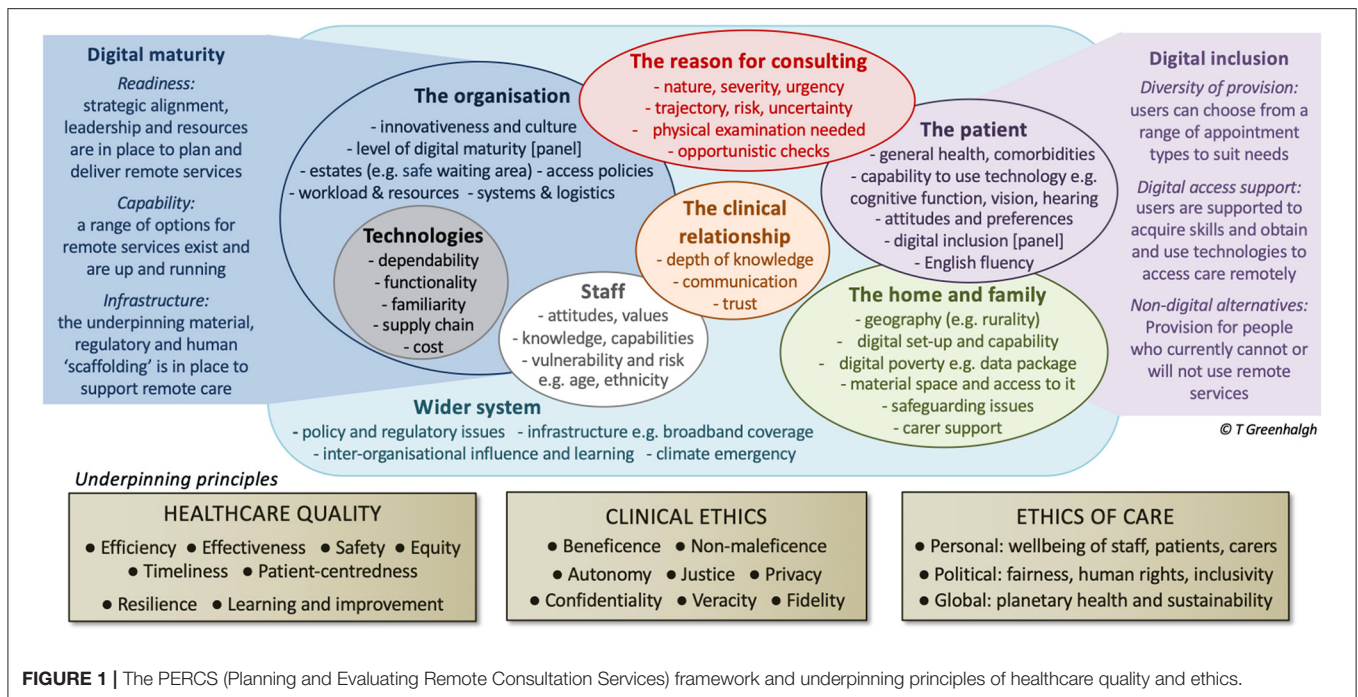 Digital maturity
Readiness:
strategic alignment,
leadership and resources
are in place to plan and
deliver remote services
Capability:
a range of options for
remote services exist and
are up and running
Infrastructure:
the underpinning material,
regulatory and human
‘scaffolding’ is in place to
support remote care
The organisation
- innovativeness and culture
- level of digital maturity [panel]
- estates (e.g. safe waiting area) - access policies
- workload & resources - systems & logistics
Technologies
- dependability
- functionality
- familiarity
- supply chain
- cost
The reason for consulting
- nature, severity, urgency
- trajectory, risk, uncertainty
- physical examination needed
- opportunistic checks
The clinical
relationship
- depth of knowledge
- communication
- trust
Staff
- attitudes, values
- knowledge, capabilities
- vulnerability and risk
e.g. age, ethnicity
The patient
- general health, comorbidities
- capability to use technology e.g.
cognitive function, vision, hearing
- attitudes and preferences
- digital inclusion [panel]
- English fluency
The home and family
- geography (e.g. rurality)
- digital set-up and capability
- digital poverty e.g. data package
- material space and access to it
- safeguarding issues
- carer support
Wider system
- policy and regulatory issues - infrastructure e.g. broadband coverage
- inter-organisational influence and learning - climate emergency
Digital inclusion
Diversity of provision:
users can choose from a
range of appointment
types to suit needs
Digital access support:
users are supported to
acquire skills and obtain
and use technologies to
access care remotely
Non-digital alternatives:
Provision for people
who currently cannot or
will not use remote
services
© T Greenhalgh
Underpinning principles
HEALTHCARE QUALITY
● Efficiency ● Effectiveness ● Safety ● Equity
● Timeliness ● Patient-centredness
● Resilience ● Learning and improvement
CLINICAL ETHICS
● Beneficence ● Non-maleficence
● Autonomy ● Justice ● Privacy
● Confidentiality ● Veracity ● Fidelity
ETHICS OF CARE
● Personal: wellbeing of staff, patients, carers
● Political: fairness, human rights, inclusivity
● Global: planetary health and sustainability
FIGURE 1 | The PERCS (Planning and Evaluating Remote Consultation Services) framework and underpinning principles of healthcare quality and ethics.